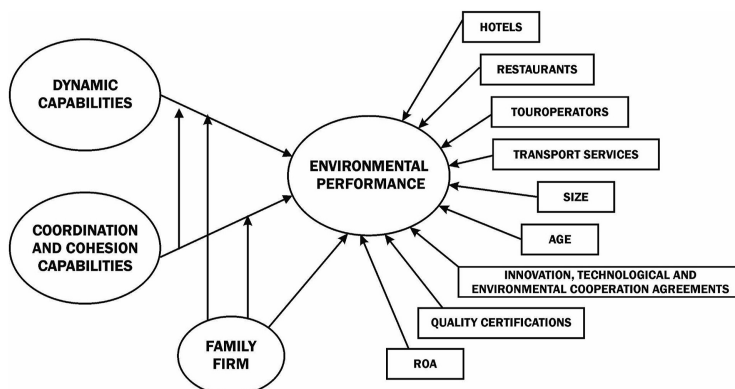 HOTELS
RESTAURANTS
TOUROPERATORS
TRANSPORT SERVICES
SIZE
AGE
INNOVATION, TECHNOLOGICAL AND
ENVIRONMENTAL COOPERATION AGREEMENTS
QUALITY CERTIFICATIONS
ROA
DYNAMIC
CAPABILITIES
ENVIRONMENTAL
PERFORMANCE
COORDINATION
AND COHESION
CAPABILITIES
FAMILY
FIRM